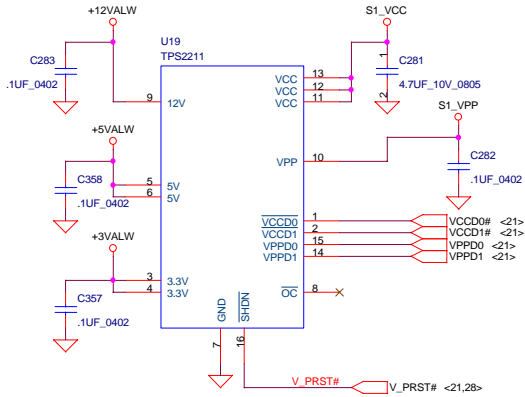 +12VALW
S1_VCC
U19
TPS2211
C283
.1UF_0402
1
C281
4.7UF_10V_0805
2
VCC 13
VCC 12
VCC 11
9 12V
S1_VPP
+5VALW
VPP 10
C282
.1UF_0402
C358
.1UF_0402
5 5V
6 5V
VCCD0 1 VCCD0# <21>
VCCD1 2 VCCD1# <21>
VPPD0 15 VPPD0 <21>
VPPD1 14 VPPD1 <21>
+3VALW
3 3.3V
4 3.3V
OC 8
C357
.1UF_0402
GND
SHDN
7
16
V_PRST#
V_PRST# <21,28>